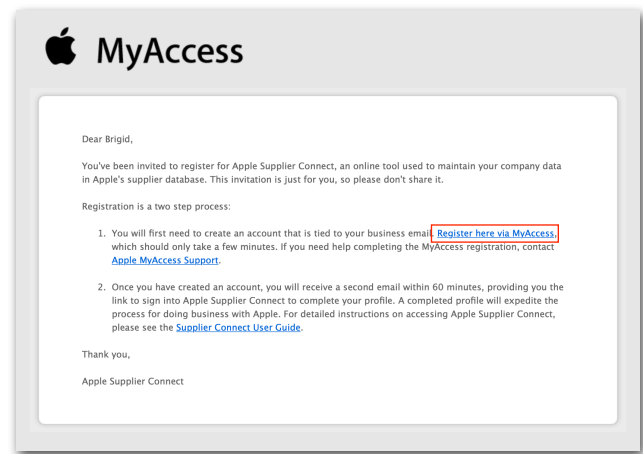 MyAccess
Dear Brigid,
You've been invited to register for Apple Supplier Connect, an online tool used to maintain your company data
in Apple's supplier database. This invitation is just for you, so please don't share it.
Registration is a two step process:
1. You will first need to create an account that is tied to your business email. Register here via MyAccess,
which should only take a few minutes. If you need help completing the MyAccess registration, contact
Apple MyAccess Support.
2. Once you have created an account, you will receive a second email within 60 minutes, providing you the
link to sign into Apple Supplier Connect to complete your profile. A completed profile will expedite the
process for doing business with Apple. For detailed instructions on accessing Apple Supplier Connect,
please see the Supplier Connect User Guide.
Thank you,
Apple Supplier Connect